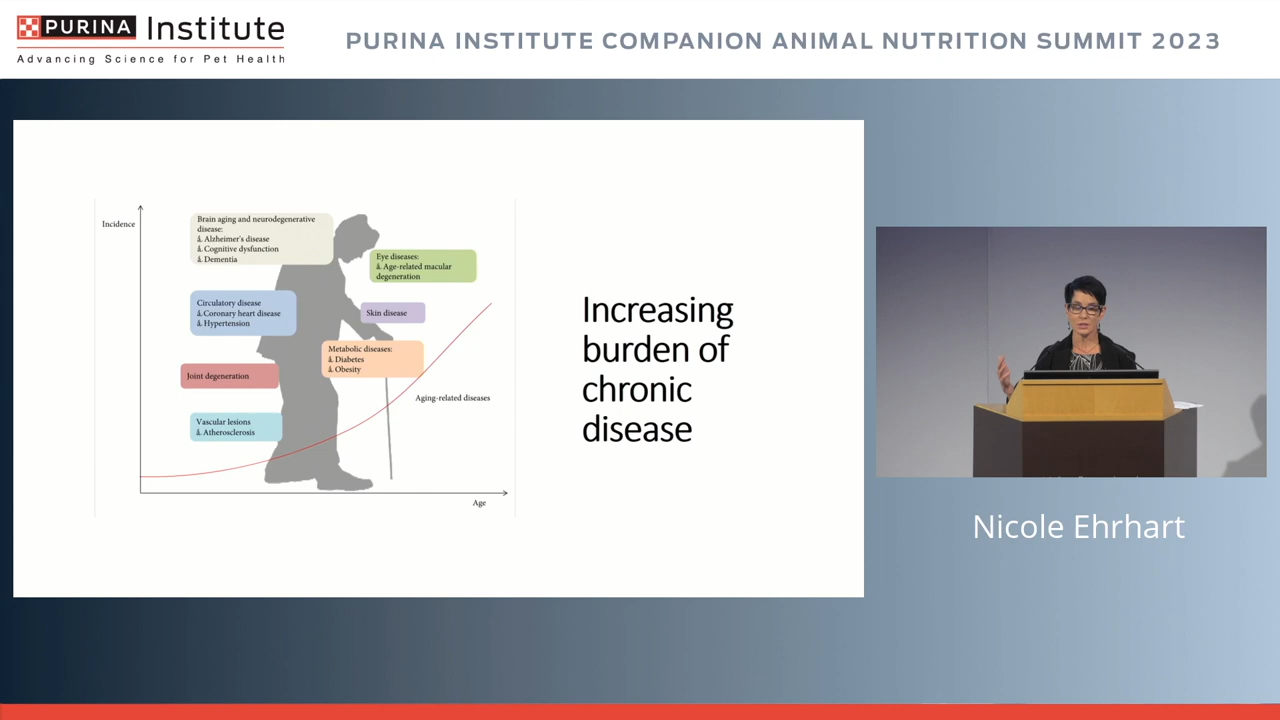 PURINA Institute
Advancing Science for Pet Health
PURINA INSTITUTE COMPANION ANIMAL NUTRITION SUMMIT 2023
Incidence
Brain aging and neurodegenerative
disease:
â. Alzheimer's disease
â. Cognitive dysfunction
â. Dementia
Eye diseases:
â. Age-related macular
degeneration
Circulatory disease
â. Coronary heart disease
â. Hypertension
Skin disease
Metabolic diseases:
â. Diabetes
â. Obesity
Joint degeneration
Aging-related diseases
Vascular lesions
â. Atherosclerosis
Age
Increasing
burden of
chronic
disease
Nicole Ehrhart